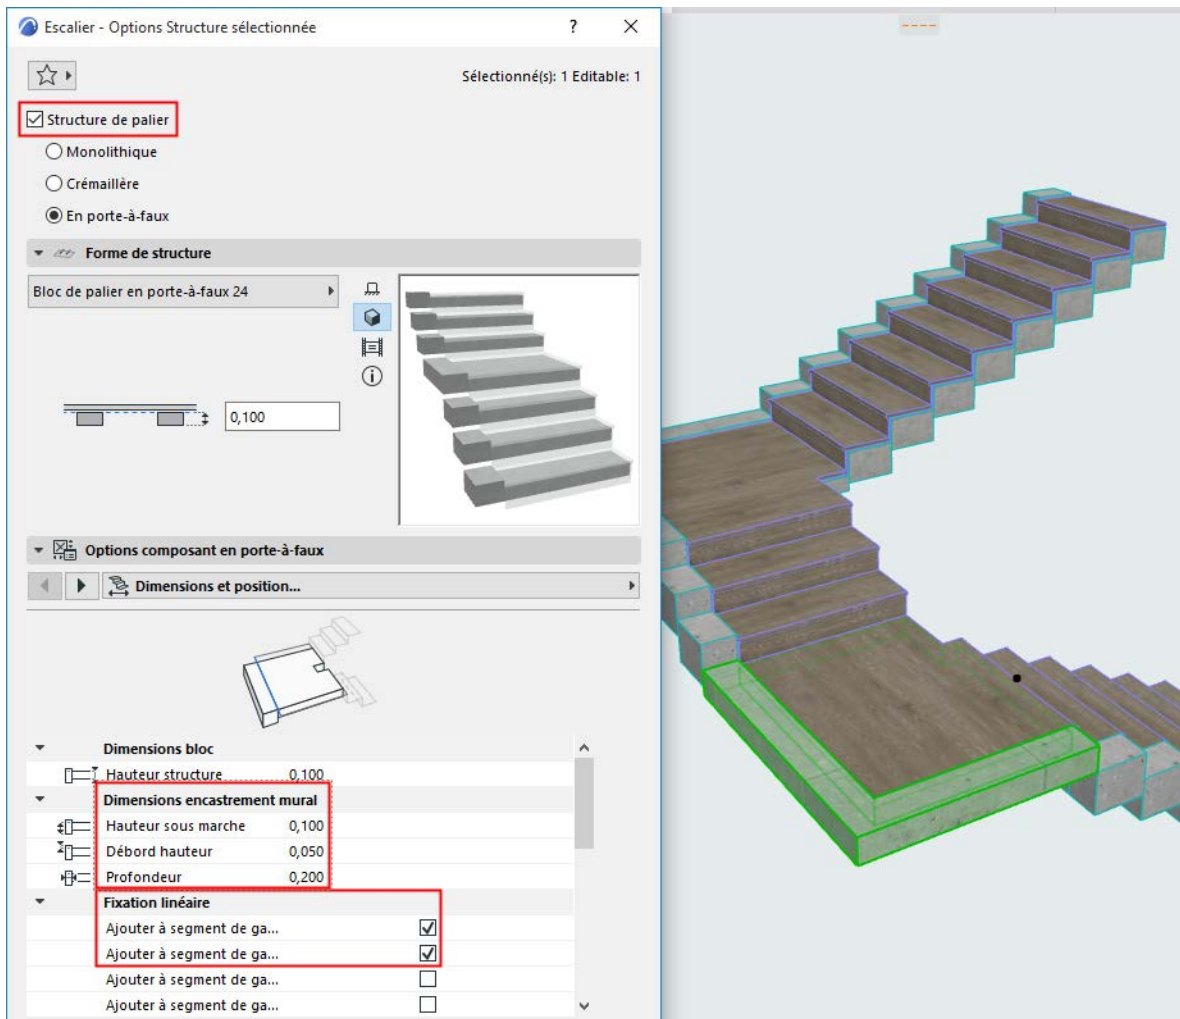 Escalier - Options Structure sélectionnée
Sélectionné(s): 1 Editable: 1
Structure de palier
Monolithique
Crémaillère
En porte-à-faux
Forme de structure
Bloc de palier en porte-à-faux 24
0,100
Options composant en porte-à-faux
Dimensions et position...
Dimensions bloc
Hauteur structure 0,100
Dimensions encastrement mural
Hauteur sous marche 0,100
Débord hauteur 0,050
Profondeur 0,200
Fixation linéaire
Ajouter à segment de ga...
Ajouter à segment de ga...
Ajouter à segment de ga...
Ajouter à segment de ga...